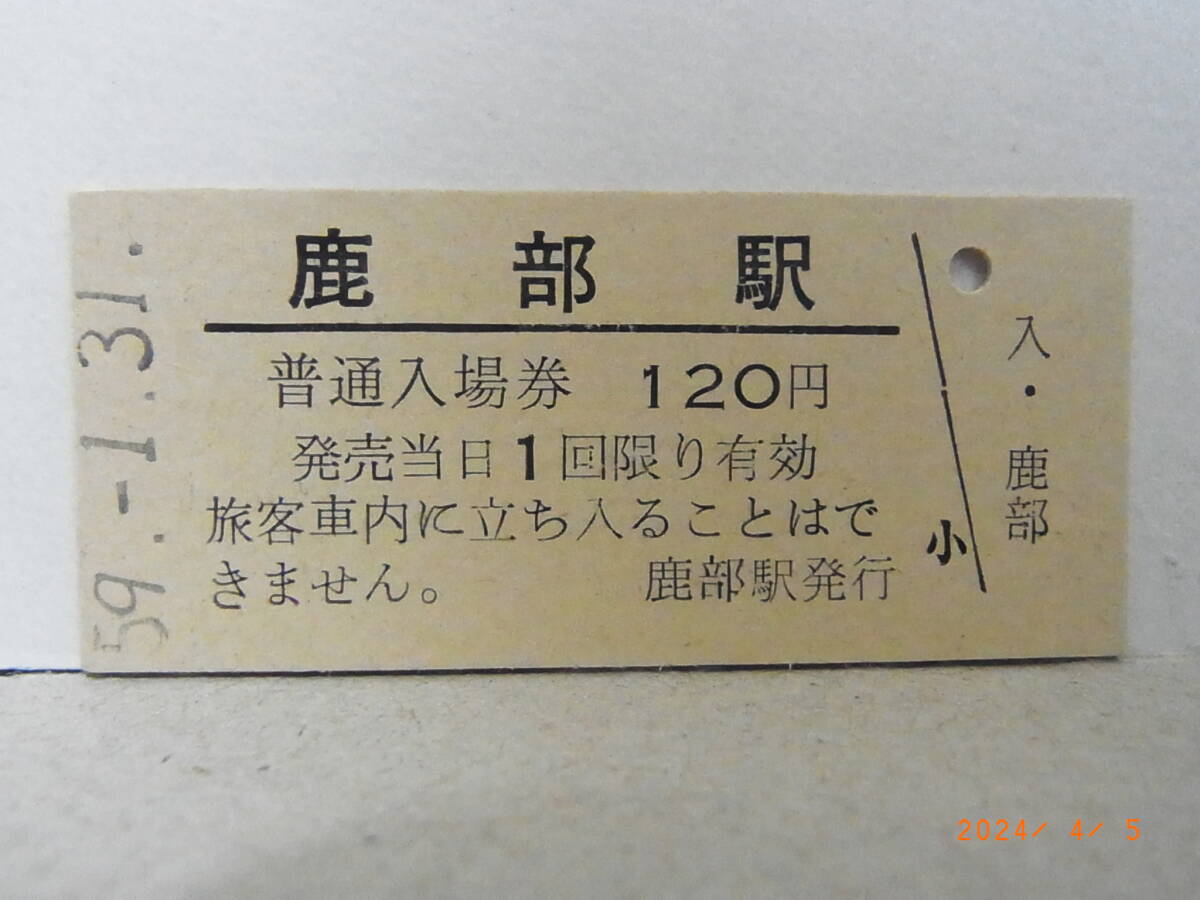 鹿部駅
普通入場券 120円
発売当日1回限り有効
旅客車内に立ち入ることはで
きません。 鹿部駅発行
小
入・鹿部
59.-1.31.
2024/ 4/ 5